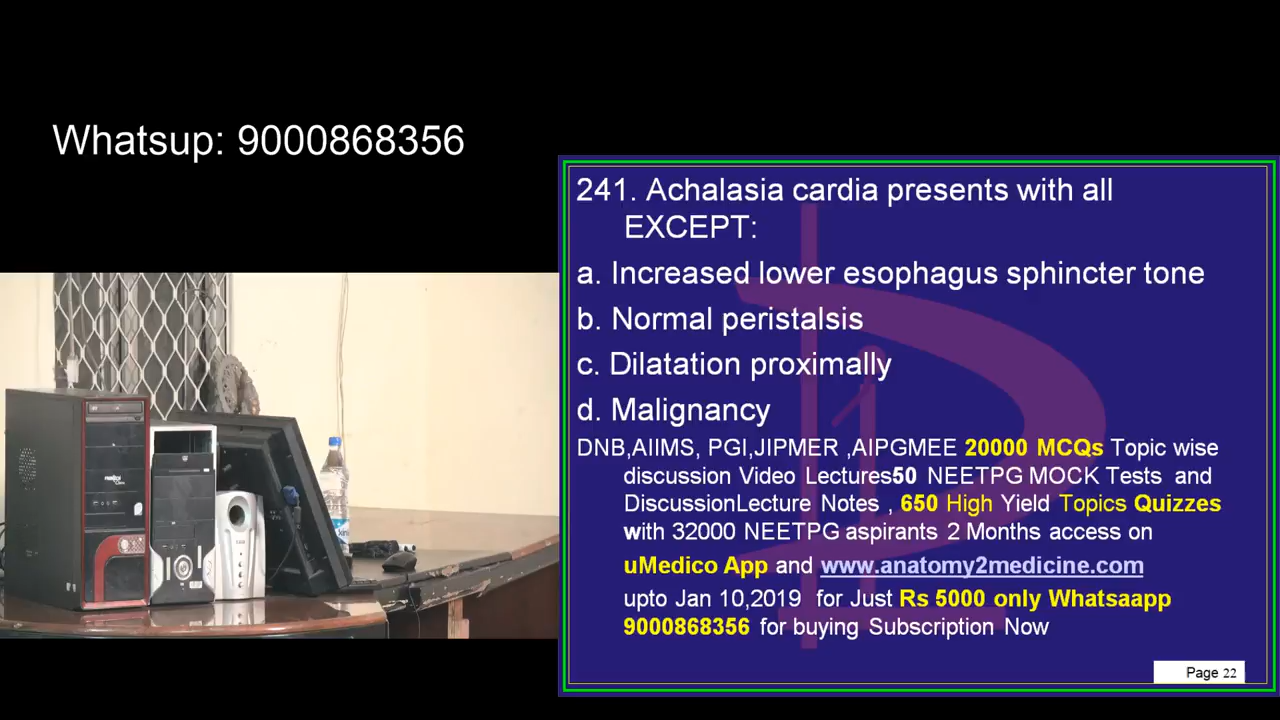 Whatsup: 9000868356
241. Achalasia cardia presents with all
EXCEPT:
a. Increased lower esophagus sphincter tone
b. Normal peristalsis
c. Dilatation proximally
d. Malignancy
DNB,AIIMS, PGI,JIPMER ,AIPGMEE 20000 MCQs Topic wise
discussion Video Lectures50 NEETPG MOCK Tests and
DiscussionLecture Notes , 650 High Yield Topics Quizzes
with 32000 NEETPG aspirants 2 Months access on
uMedico App and www.anatomy2medicine.com
upto Jan 10,2019 for Just Rs 5000 only Whatsaapp
9000868356 for buying Subscription Now
Page 22